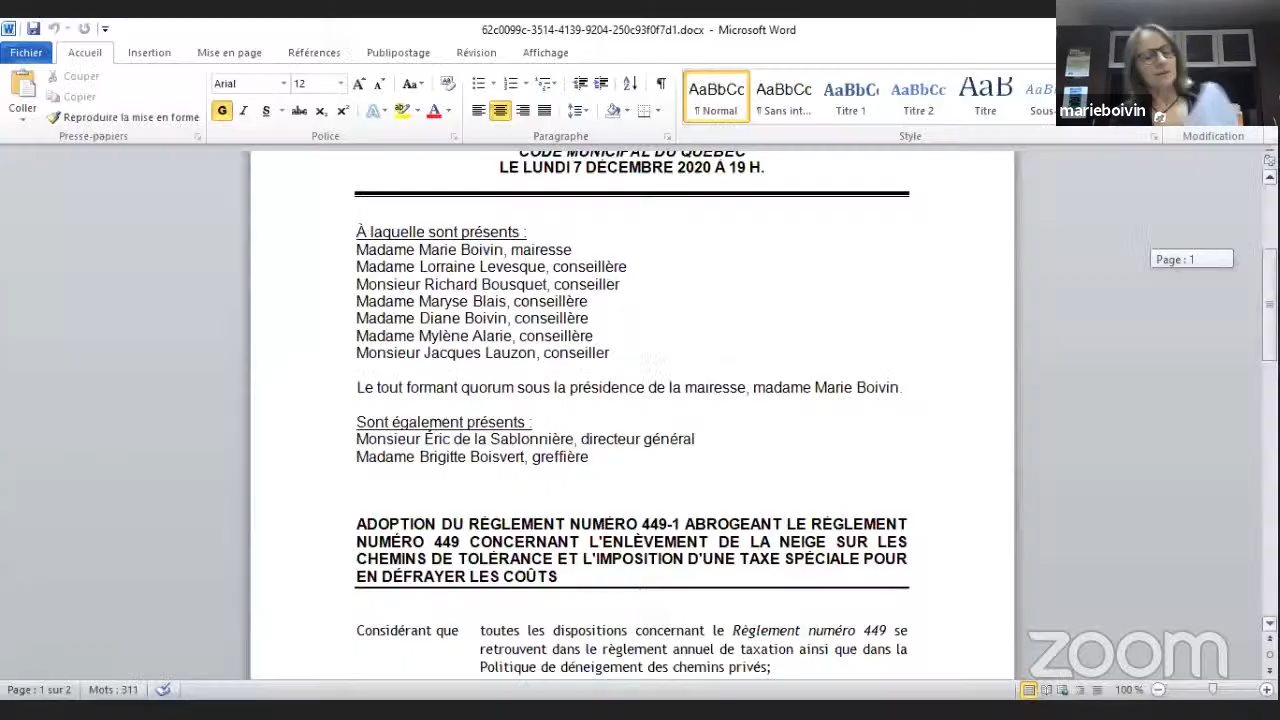 62c0099c-3514-4139-9204-250c93f0f7d1.docx - Microsoft Word
Fichier Accueil Insertion Mise en page Références Publipostage Révision Affichage
Coller
Couper
Copier
Reproduire la mise en forme
Arial 12
G I S abc x₂ x²
AaBbCc AaBbCc AaBbC AaBbCc AaB AaBb
¶ Normal ¶ Sans int... Titre 1 Titre 2 Titre Sous-
Presse-papiers Police Paragraphe Style Modification
marieboivin
CODE MUNICIPAL DU QUÉBEC
LE LUNDI 7 DÉCEMBRE 2020 À 19 H.
À laquelle sont présents :
Madame Marie Boivin, mairesse
Madame Lorraine Levesque, conseillère
Monsieur Richard Bousquet, conseiller
Madame Maryse Blais, conseillère
Madame Diane Boivin, conseillère
Madame Mylène Alarie, conseillère
Monsieur Jacques Lauzon, conseiller
Page : 1
Le tout formant quorum sous la présidence de la mairesse, madame Marie Boivin.
Sont également présents :
Monsieur Éric de la Sablonnière, directeur général
Madame Brigitte Boisvert, greffière
ADOPTION DU RÈGLEMENT NUMÉRO 449-1 ABROGEANT LE RÈGLEMENT
NUMÉRO 449 CONCERNANT L'ENLÈVEMENT DE LA NEIGE SUR LES
CHEMINS DE TOLÉRANCE ET L'IMPOSITION D'UNE TAXE SPÉCIALE POUR
EN DÉFRAYER LES COÛTS
Considérant que toutes les dispositions concernant le Règlement numéro 449 se
retrouvent dans le règlement annuel de taxation ainsi que dans la
Politique de déneigement des chemins privés;
zoom
Page : 1 sur 2 Mots : 311 100 %